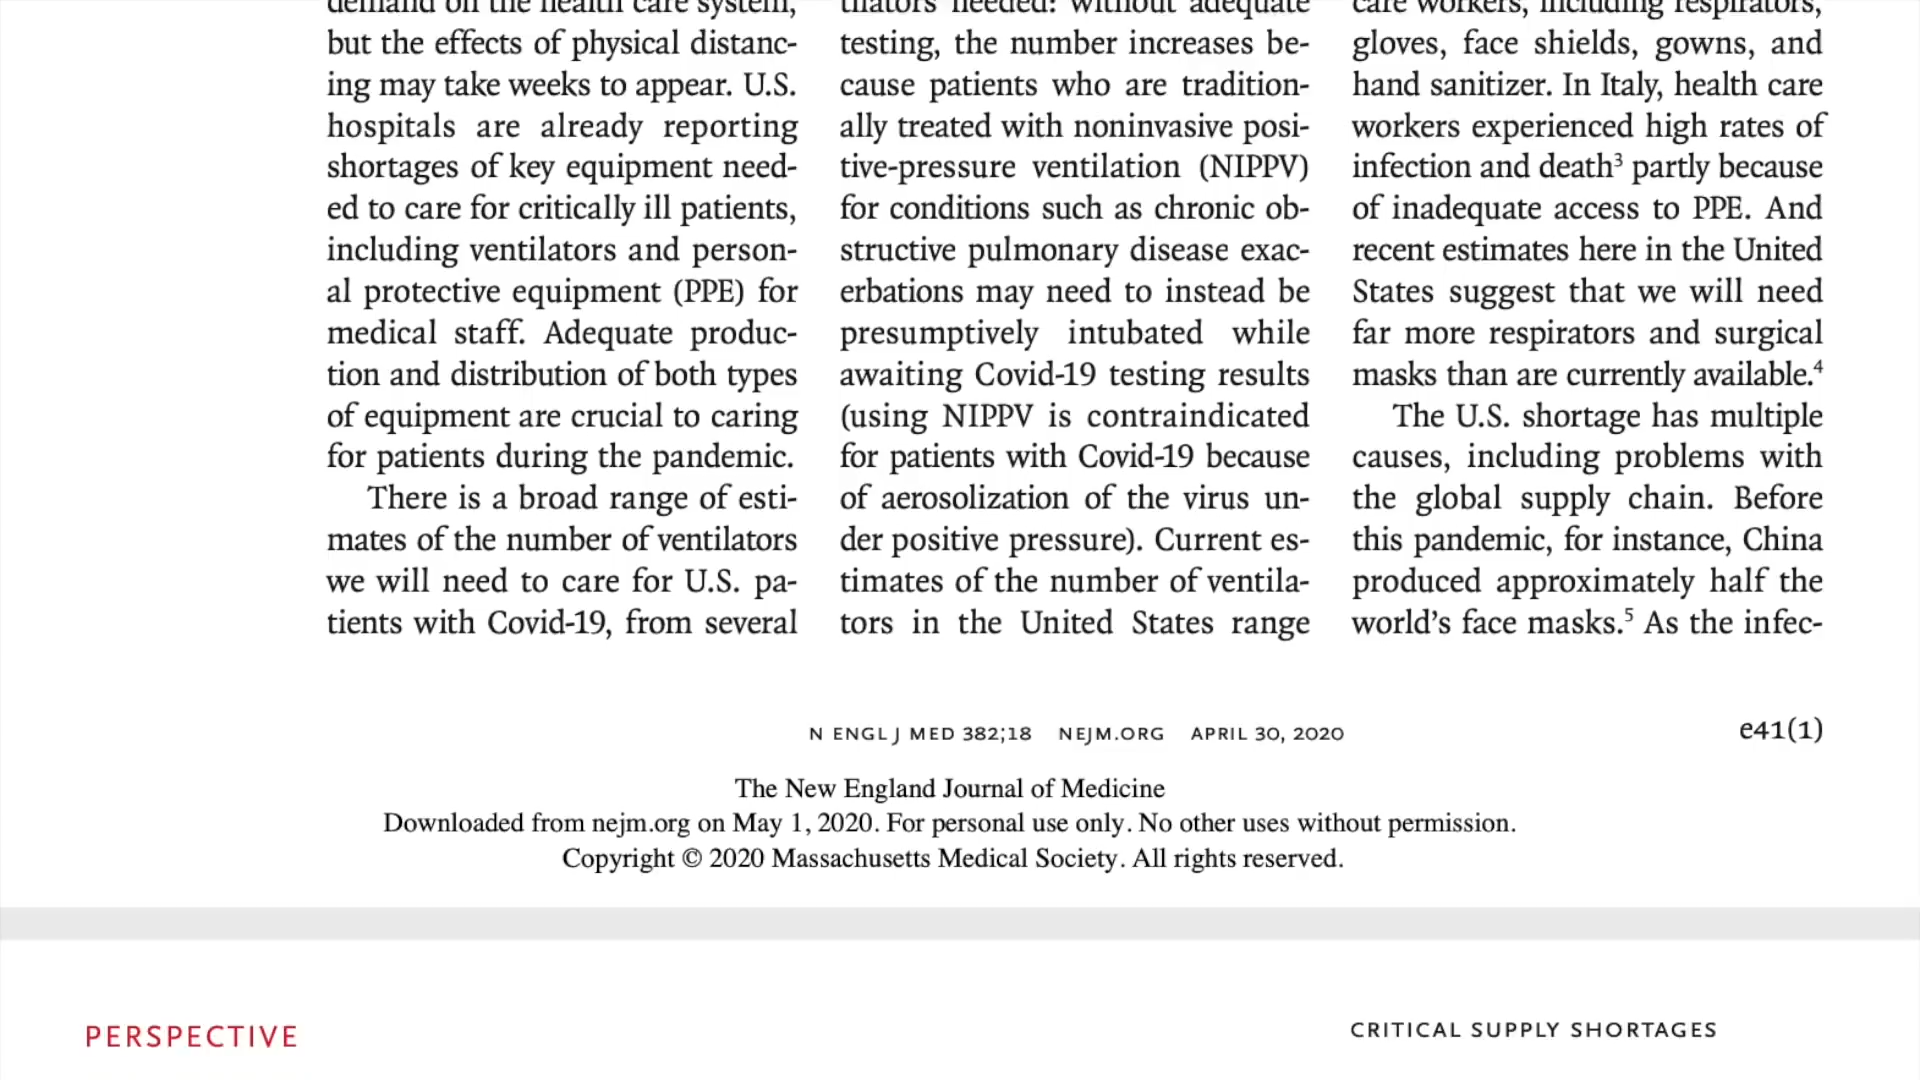 demand on the health care system,
but the effects of physical distanc-
ing may take weeks to appear. U.S.
hospitals are already reporting
shortages of key equipment need-
ed to care for critically ill patients,
including ventilators and person-
al protective equipment (PPE) for
medical staff. Adequate produc-
tion and distribution of both types
of equipment are crucial to caring
for patients during the pandemic.
There is a broad range of esti-
mates of the number of ventilators
we will need to care for U.S. pa-
tients with Covid-19, from several
tilators needed: without adequate
testing, the number increases be-
cause patients who are tradition-
ally treated with noninvasive posi-
tive-pressure ventilation (NIPPV)
for conditions such as chronic ob-
structive pulmonary disease exac-
erbations may need to instead be
presumptively intubated while
awaiting Covid-19 testing results
(using NIPPV is contraindicated
for patients with Covid-19 because
of aerosolization of the virus un-
der positive pressure). Current es-
timates of the number of ventila-
tors in the United States range
care workers, including respirators,
gloves, face shields, gowns, and
hand sanitizer. In Italy, health care
workers experienced high rates of
infection and death³ partly because
of inadequate access to PPE. And
recent estimates here in the United
States suggest that we will need
far more respirators and surgical
masks than are currently available.⁴
The U.S. shortage has multiple
causes, including problems with
the global supply chain. Before
this pandemic, for instance, China
produced approximately half the
world's face masks.⁵ As the infec-
N ENGL J MED 382;18 NEJM.ORG APRIL 30, 2020
e41(1)
The New England Journal of Medicine
Downloaded from nejm.org on May 1, 2020. For personal use only. No other uses without permission.
Copyright © 2020 Massachusetts Medical Society. All rights reserved.
PERSPECTIVE
CRITICAL SUPPLY SHORTAGES